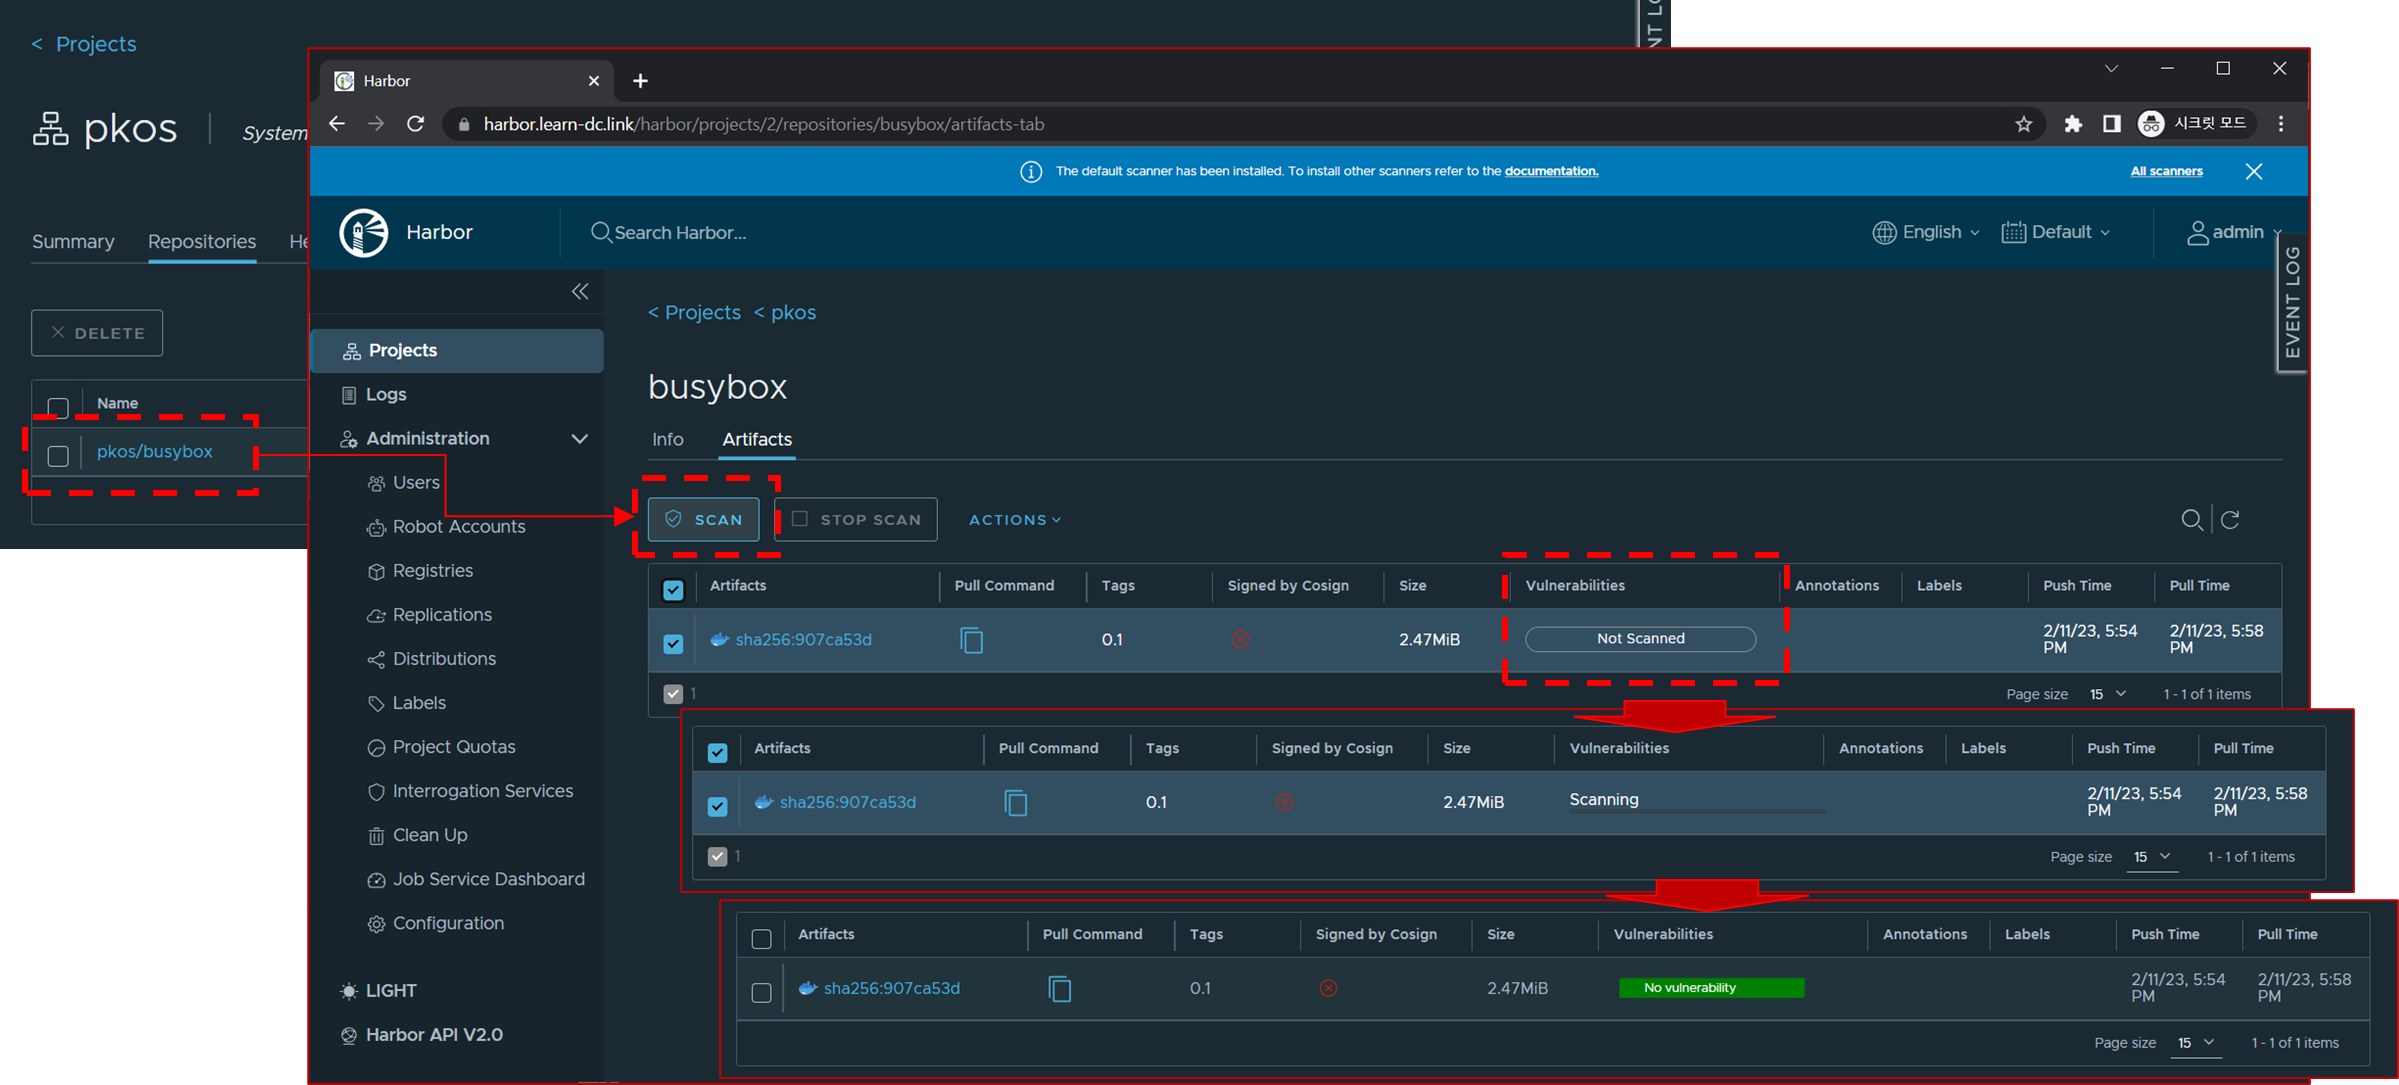 < Projects
pkos
System
Summary
Repositories
He
× DELETE
Name
pkos/busybox
NT LO
Harbor
harbor.learn-dc.link/harbor/projects/2/repositories/busybox/artifacts-tab
시크릿 모드
The default scanner has been installed. To install other scanners refer to the documentation.
All scanners
Harbor
Search Harbor...
English
Default
admin
EVENT LOG
Projects
Logs
Administration
Users
Robot Accounts
Registries
Replications
Distributions
Labels
Project Quotas
Interrogation Services
Clean Up
Job Service Dashboard
Configuration
LIGHT
Harbor API V2.0
< Projects < pkos
busybox
Info Artifacts
SCAN STOP SCAN ACTIONS
Artifacts Pull Command Tags Signed by Cosign Size Vulnerabilities Annotations Labels Push Time Pull Time
sha256:907ca53d 0.1 2.47MiB Not Scanned 2/11/23, 5:54 PM 2/11/23, 5:58 PM
1 Page size 15 1 - 1 of 1 items
Artifacts Pull Command Tags Signed by Cosign Size Vulnerabilities Annotations Labels Push Time Pull Time
sha256:907ca53d 0.1 2.47MiB Scanning 2/11/23, 5:54 PM 2/11/23, 5:58 PM
1 Page size 15 1 - 1 of 1 items
Artifacts Pull Command Tags Signed by Cosign Size Vulnerabilities Annotations Labels Push Time Pull Time
sha256:907ca53d 0.1 2.47MiB No vulnerability 2/11/23, 5:54 PM 2/11/23, 5:58 PM
Page size 15 1 - 1 of 1 items